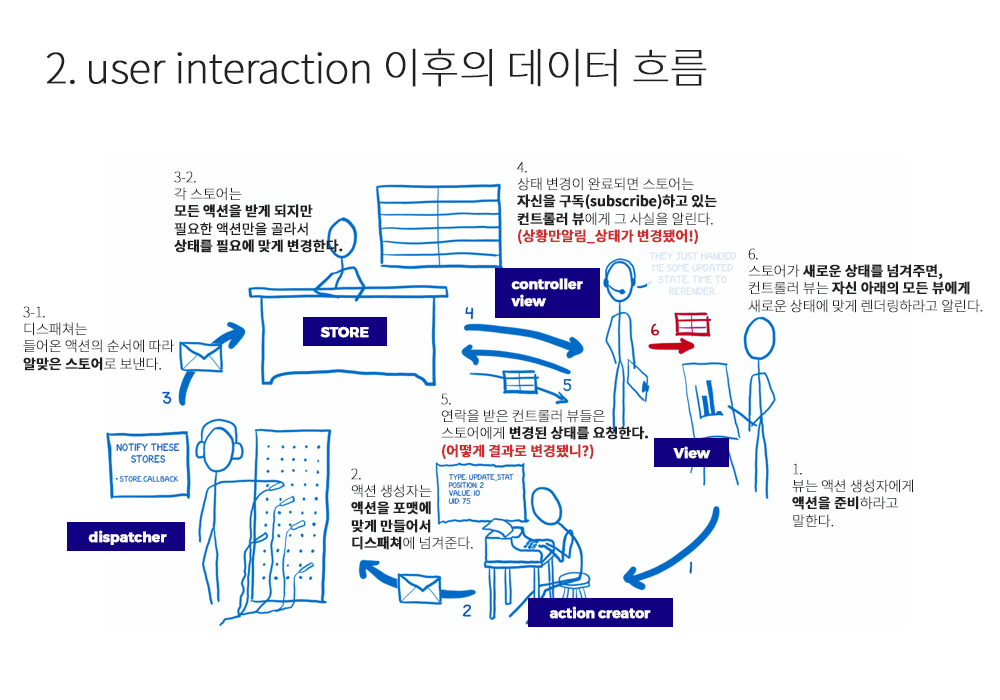 2. user interaction 이후의 데이터 흐름
3-2.
각 스토어는
모든 액션을 받게 되지만
필요한 액션만을 골라서
상태를 필요에 맞게 변경한다.
4.
상태 변경이 완료되면 스토어는
자신을 구독(subscribe)하고 있는
컨트롤러 뷰에게 그 사실을 알린다.
(상황만알림_상태가 변경됐어!)
THEY JUST HANDED
ME SOME UPDATED
STATE. TIME TO
RERENDER.
6.
스토어가 새로운 상태를 넘겨주면,
컨트롤러 뷰는 자신 아래의 모든 뷰에게
새로운 상태에 맞게 렌더링하라고 알린다.
controller
view
3-1.
디스패쳐는
들어온 액션의 순서에 따라
알맞은 스토어로 보낸다.
STORE
4
6
5
3
5.
연락을 받은 컨트롤러 뷰들은
스토어에게 변경된 상태를 요청한다.
(어떻게 결과로 변경됐니?)
NOTIFY THESE
STORES
• STORE.CALLBACK
View
2.
액션 생성자는
액션을 포맷에
맞게 만들어서
디스패쳐에 넘겨준다.
TYPE: UPDATE_STAT
POSITION: 2
VALUE: 10
UID: 75
1.
뷰는 액션 생성자에게
액션을 준비하라고
말한다.
dispatcher
1
2
action creator